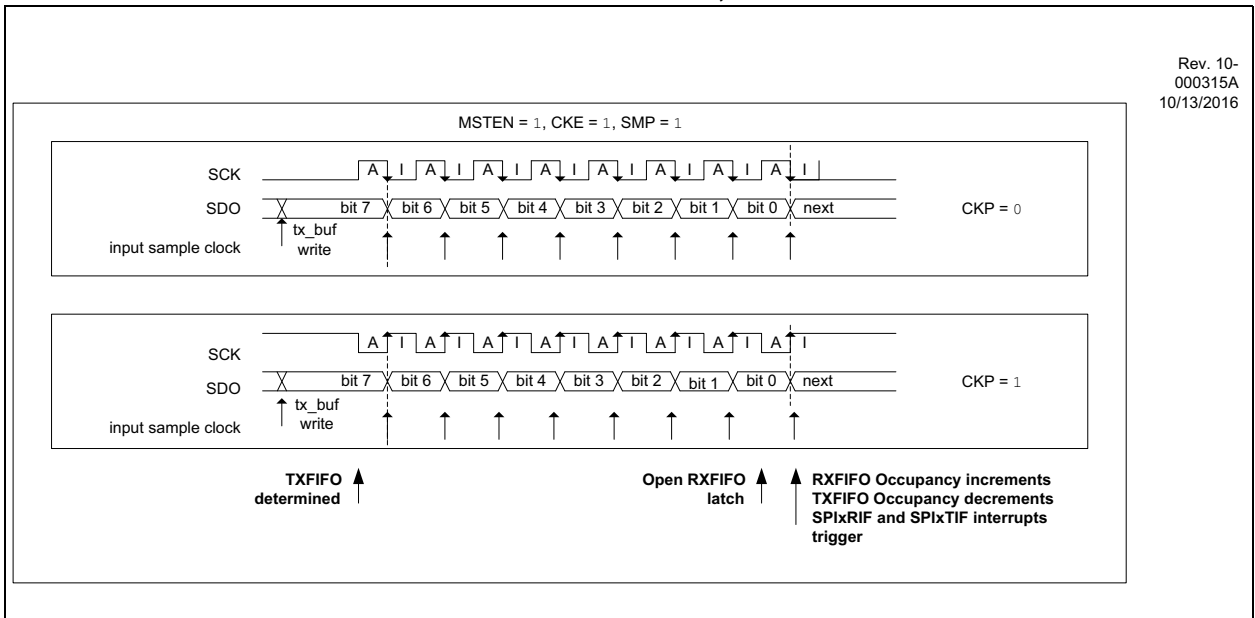 Rev. 10-
000315A
10/13/2016
MSTEN = 1, CKE = 1, SMP = 1
SCK A I A I A I A I A I A I A I A I
SDO bit 7 bit 6 bit 5 bit 4 bit 3 bit 2 bit 1 bit 0 next CKP = 0
tx_buf
input sample clock write
SCK A I A I A I A I A I A I A I A I
SDO bit 7 bit 6 bit 5 bit 4 bit 3 bit 2 bit 1 bit 0 next CKP = 1
tx_buf
input sample clock write
TXFIFO
determined
Open RXFIFO
latch
RXFIFO Occupancy increments
TXFIFO Occupancy decrements
SPIxRIF and SPIxTIF interrupts
trigger